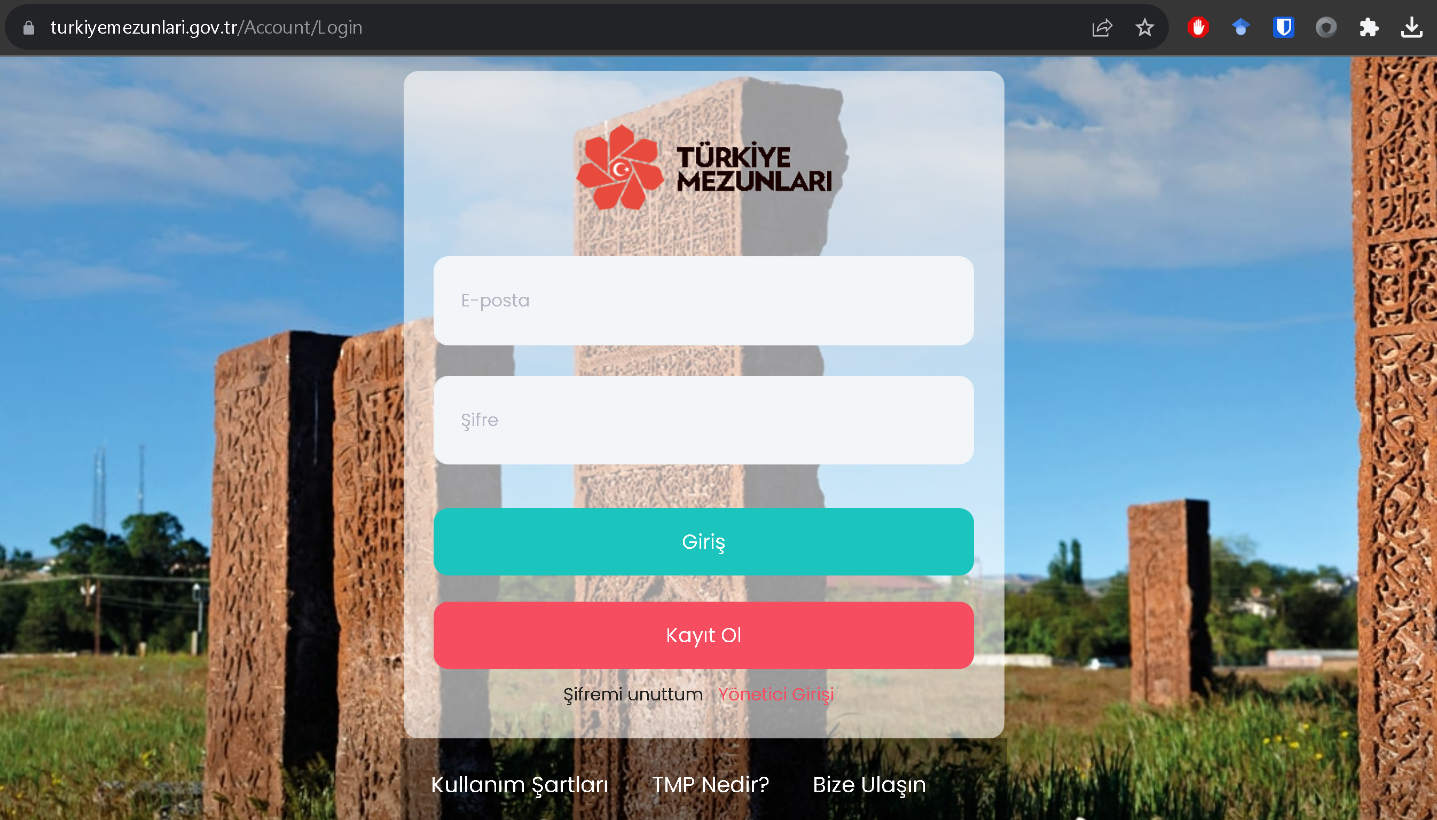 turkiyemezunlari.gov.tr/Account/Login
TÜRKİYE
MEZUNLARI
E-posta
Şifre
Giriş
Kayıt Ol
Şifremi unuttum Yönetici Girişi
Kullanım Şartları TMP Nedir? Bize Ulaşın